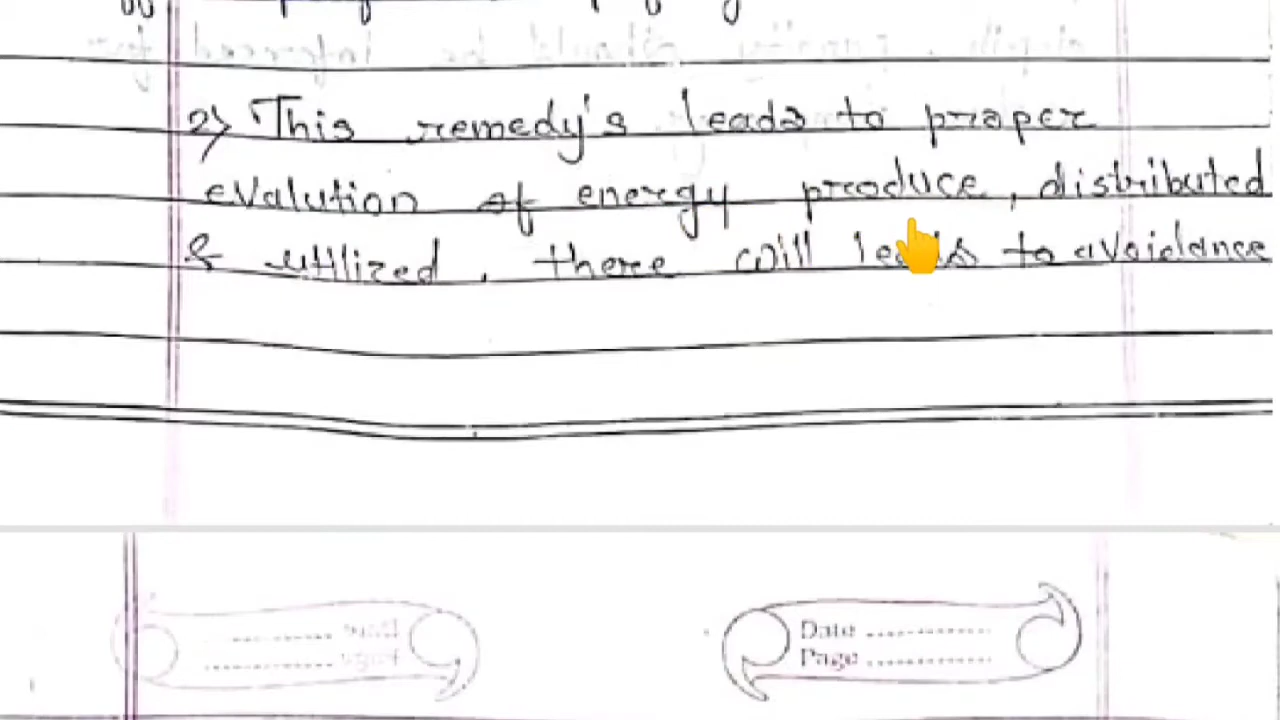 2) This remedy's leads to proper
evalution of energy produce, distributed
& utilized, there will leads to avoidance
Date
Page